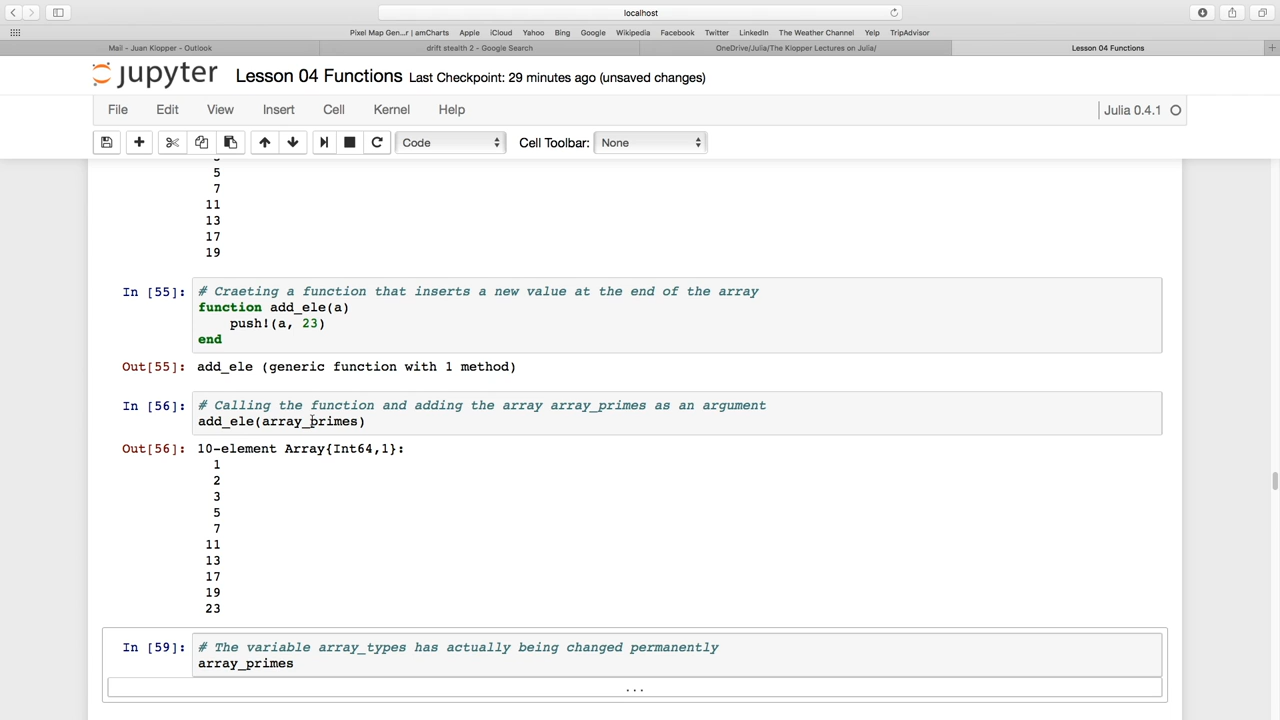 localhost
Pixel Map Gen...r | amCharts Apple iCloud Yahoo Bing Google Wikipedia Facebook Twitter LinkedIn The Weather Channel Yelp TripAdvisor
Mail - Juan Klopper - Outlook drift stealth 2 - Google Search OneDrive/Julia/The Klopper Lectures on Julia/ Lesson 04 Functions
jupyter Lesson 04 Functions Last Checkpoint: 29 minutes ago (unsaved changes)
File Edit View Insert Cell Kernel Help Julia 0.4.1
Code Cell Toolbar: None
5
7
11
13
17
19
In [55]: # Craeting a function that inserts a new value at the end of the array
function add_ele(a)
push!(a, 23)
end
Out[55]: add_ele (generic function with 1 method)
In [56]: # Calling the function and adding the array array_primes as an argument
add_ele(array_primes)
Out[56]: 10-element Array{Int64,1}:
1
2
3
5
7
11
13
17
19
23
In [59]: # The variable array_types has actually being changed permanently
array_primes
...